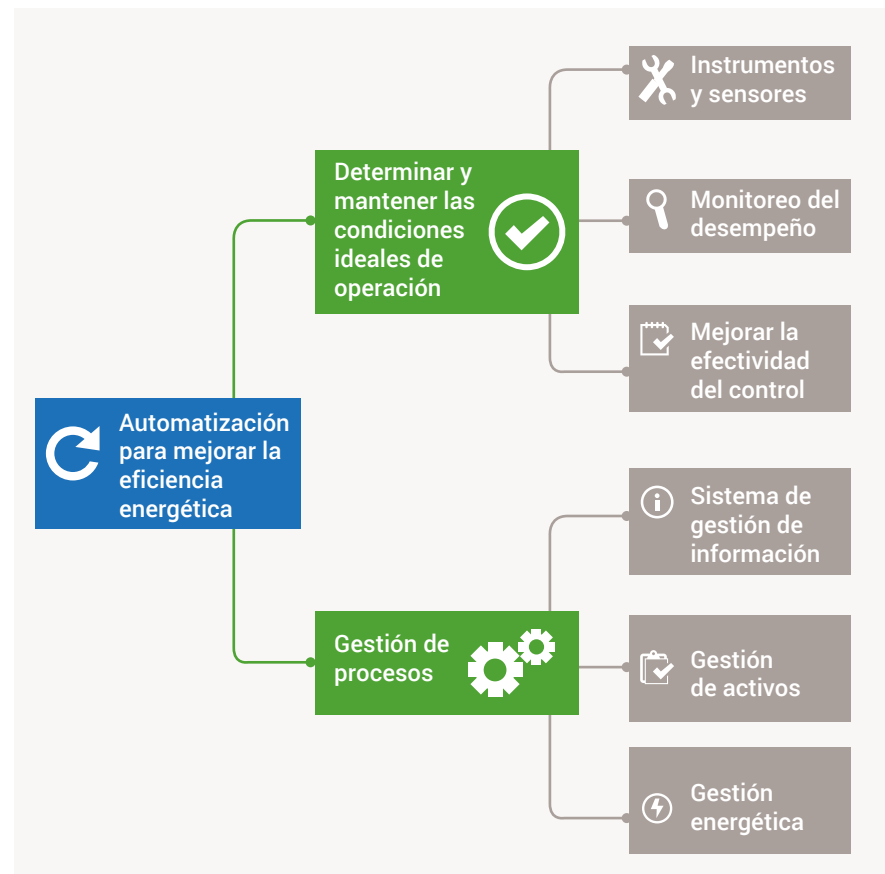 Automatización
para mejorar la
eficiencia
energética
Determinar y
mantener las
condiciones
ideales de
operación
Instrumentos
y sensores
Monitoreo del
desempeño
Mejorar la
efectividad
del control
Gestión de
procesos
Sistema de
gestión de
información
Gestión
de activos
Gestión
energética